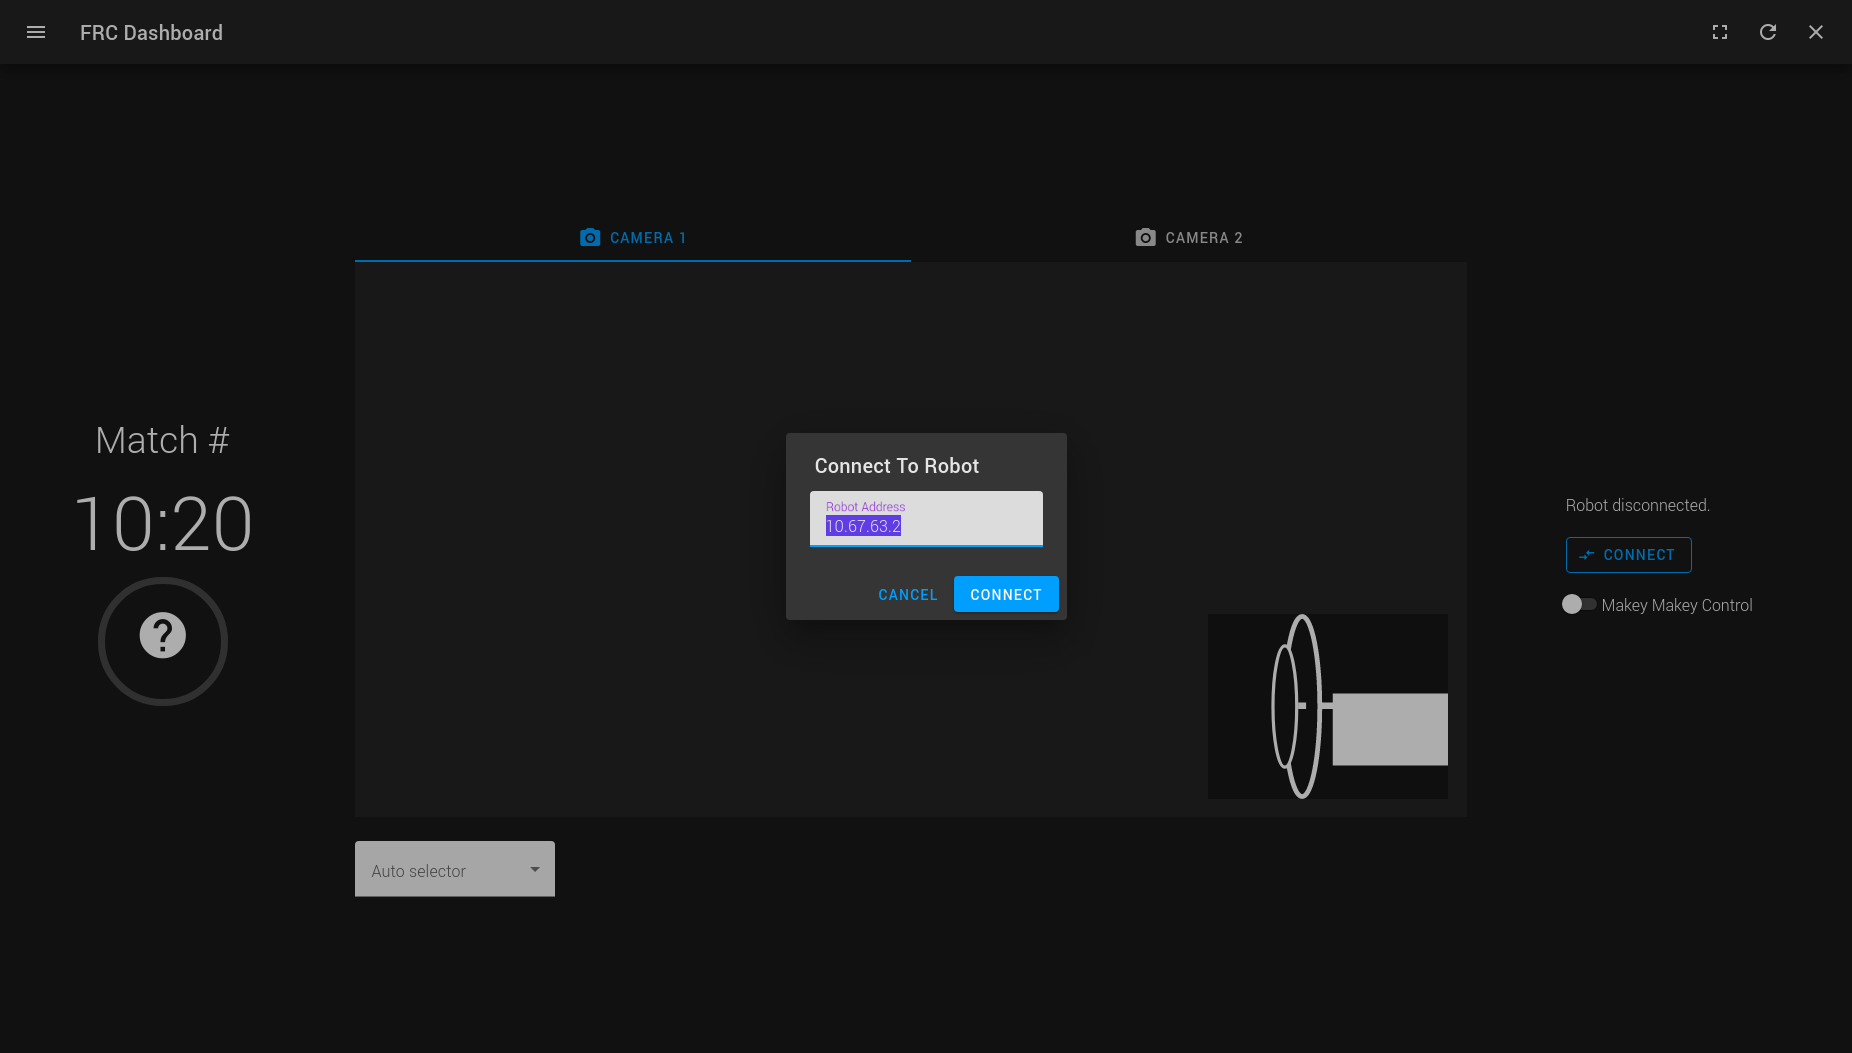 FRC Dashboard
CAMERA 1
CAMERA 2
Match #
10:20
?
Connect To Robot
Robot Address
10.67.63.2
CANCEL
CONNECT
Robot disconnected.
CONNECT
Makey Makey Control
Auto selector